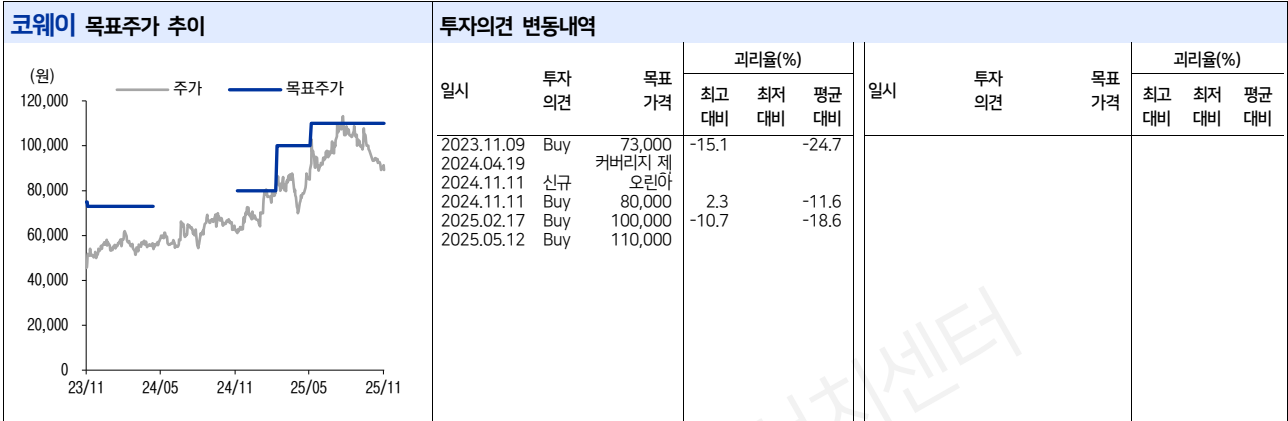 코웨이 목표주가 추이
투자의견 변동내역
(원)
주가
목표주가
120,000
100,000
80,000
60,000
40,000
20,000
0
23/11 24/05 24/11 25/05 25/11
일시 투자의견 목표가격 괴리율(%)
최고대비 최저대비 평균대비
2023.11.09 Buy 73,000 -15.1 -24.7
2024.04.19 커버리지 제
2024.11.11 신규 오린아
2024.11.11 Buy 80,000 2.3 -11.6
2025.02.17 Buy 100,000 -10.7 -18.6
2025.05.12 Buy 110,000
일시 투자의견 목표가격 괴리율(%)
최고대비 최저대비 평균대비